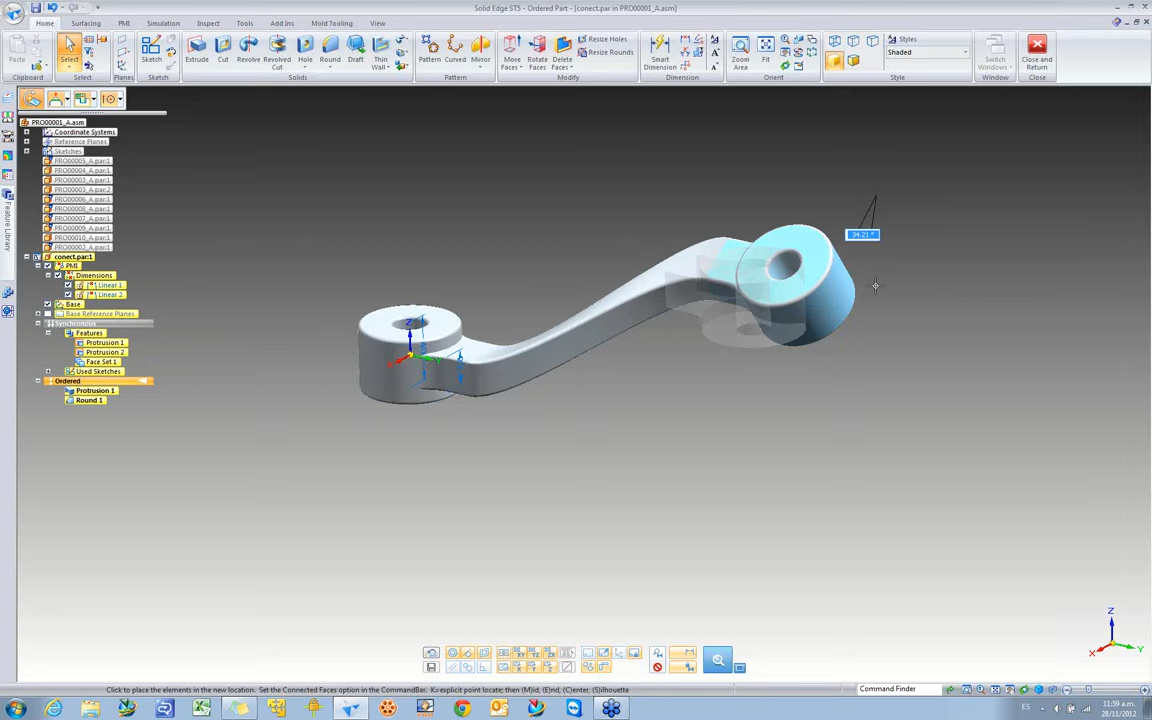 Solid Edge ST5 - Ordered Part - [conect.par in PRO00001_A.asm]
Home Surfacing PMI Simulation Inspect Tools Add Ins Mold Tooling View
Paste Select Sketch Extrude Cut Revolve Revolved Cut Hole Round Draft Thin Wall Pattern Curved Mirror Move Faces Rotate Faces Delete Faces Resize Holes Resize Rounds Smart Dimension Zoom Area Fit Styles Shaded Switch Windows Close and Return
Clipboard Select Planes Sketch Solids Pattern Modify Dimension Orient Style Window Close
PRO00001_A.asm
Coordinate Systems
Reference Planes
Sketches
PRO00005_A.par:1
PRO00004_A.par:1
PRO00003_A.par:1
PRO00003_A.par:2
PRO00006_A.par:1
PRO00008_A.par:1
PRO00007_A.par:1
PRO00009_A.par:1
PRO00010_A.par:1
PRO00002_A.par:1
conect.par:1
PMI
Dimensions
Linear 1
Linear 2
Base
Base Reference Planes
Synchronous
Features
Protrusion 1
Protrusion 2
Face Set 1
Used Sketches
Ordered
Protrusion 1
Round 1
Feature Library
34.21 °
Z
Z
Y
X
Click to place the elements in the new location. Set the Connected Faces option in the CommandBar. K=explicit point locate; then (M)id, (E)nd, (C)enter, (S)ilhouette
Command Finder
ES
11:59 a.m.
28/11/2012